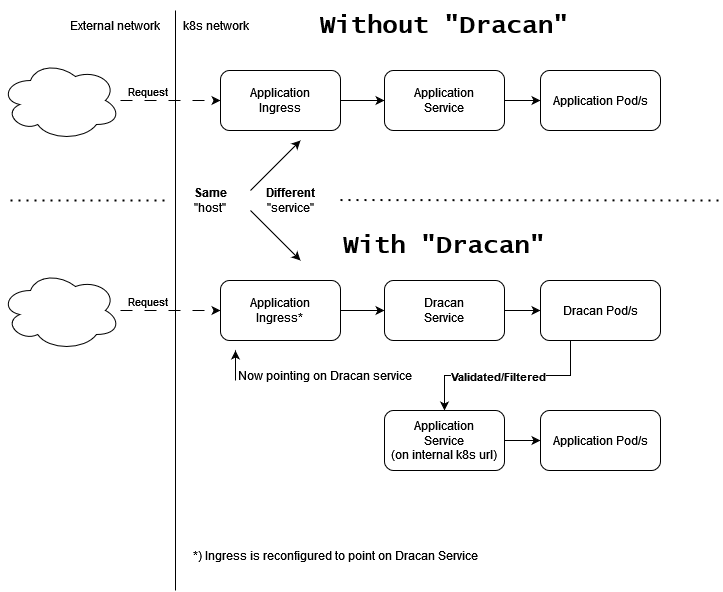 External network
k8s network
Without "Dracan"
Request
Application
Ingress
Application
Service
Application Pod/s
Same
"host"
Different
"service"
With "Dracan"
Request
Application
Ingress*
Dracan
Service
Dracan Pod/s
Now pointing on Dracan service
Validated/Filtered
Application
Service
(on internal k8s url)
Application Pod/s
*) Ingress is reconfigured to point on Dracan Service